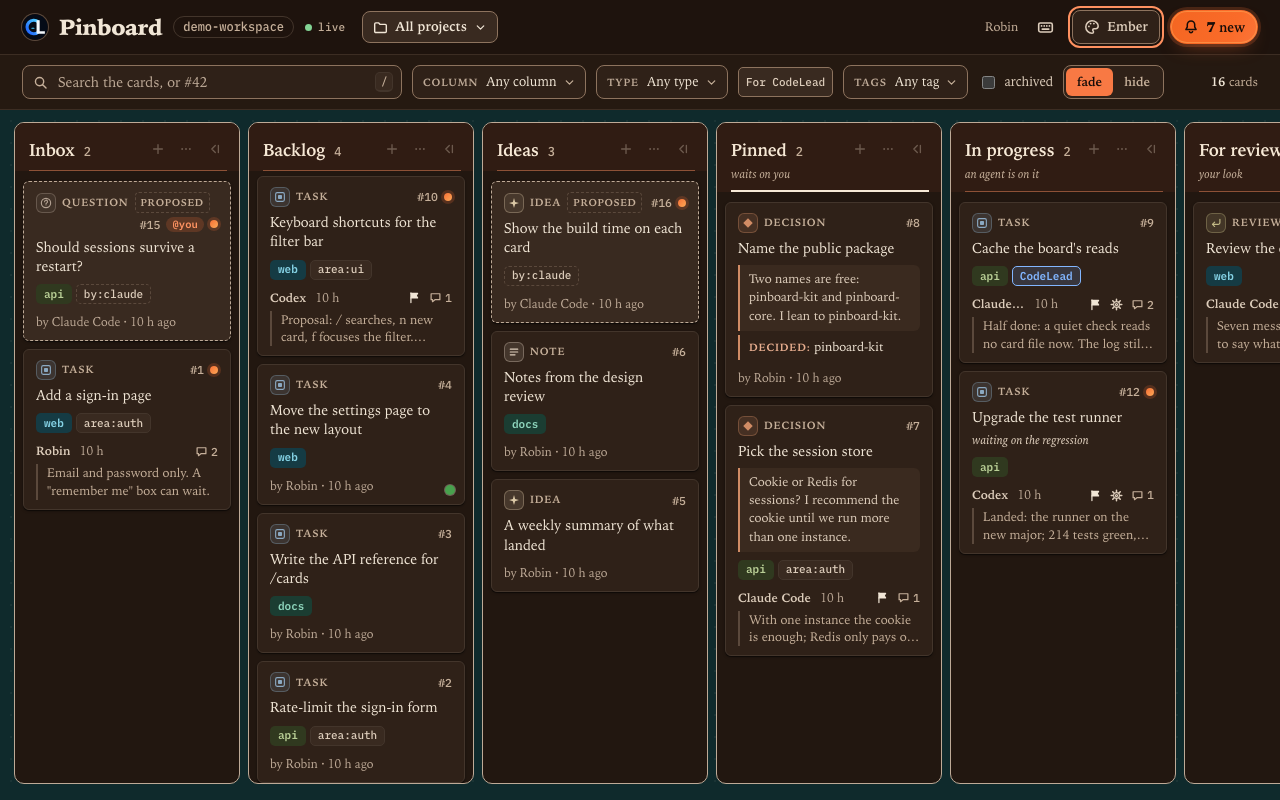 Pinboard demo-workspace live All projects Robin Ember 7 new
Search the cards, or #42 / COLUMN Any column TYPE Any type For CodeLead TAGS Any tag archived fade hide 16 cards
Inbox 2
QUESTION PROPOSED
#15 @you
Should sessions survive a
restart?
api by:claude
by Claude Code · 10 h ago
TASK #1
Add a sign-in page
web area:auth
Robin 10 h 2
Email and password only. A
"remember me" box can wait.
Backlog 4
TASK #10
Keyboard shortcuts for the
filter bar
web area:ui
Codex 10 h 1
Proposal: / searches, n new
card, f focuses the filter.…
TASK #4
Move the settings page to
the new layout
web
by Robin · 10 h ago
TASK #3
Write the API reference for
/cards
docs
by Robin · 10 h ago
TASK #2
Rate-limit the sign-in form
api area:auth
by Robin · 10 h ago
Ideas 3
IDEA PROPOSED #16
Show the build time on each
card
by:claude
by Claude Code · 10 h ago
NOTE #6
Notes from the design
review
docs
by Robin · 10 h ago
IDEA #5
A weekly summary of what
landed
by Robin · 10 h ago
Pinned 2
waits on you
DECISION #8
Name the public package
Two names are free:
pinboard-kit and pinboard-
core. I lean to pinboard-kit.
DECIDED: pinboard-kit
by Robin · 10 h ago
DECISION #7
Pick the session store
Cookie or Redis for
sessions? I recommend the
cookie until we run more
than one instance.
api area:auth
Claude Code 10 h 1
With one instance the cookie
is enough; Redis only pays o…
In progress 2
an agent is on it
TASK #9
Cache the board's reads
api CodeLead
Claude… 10 h 2
Half done: a quiet check reads
no card file now. The log stil…
TASK #12
Upgrade the test runner
waiting on the regression
api
Codex 10 h 1
Landed: the runner on the
new major; 214 tests green,…
For review
your look
REVIEW
Review the
web
Claude Code
Seven mess
to say what